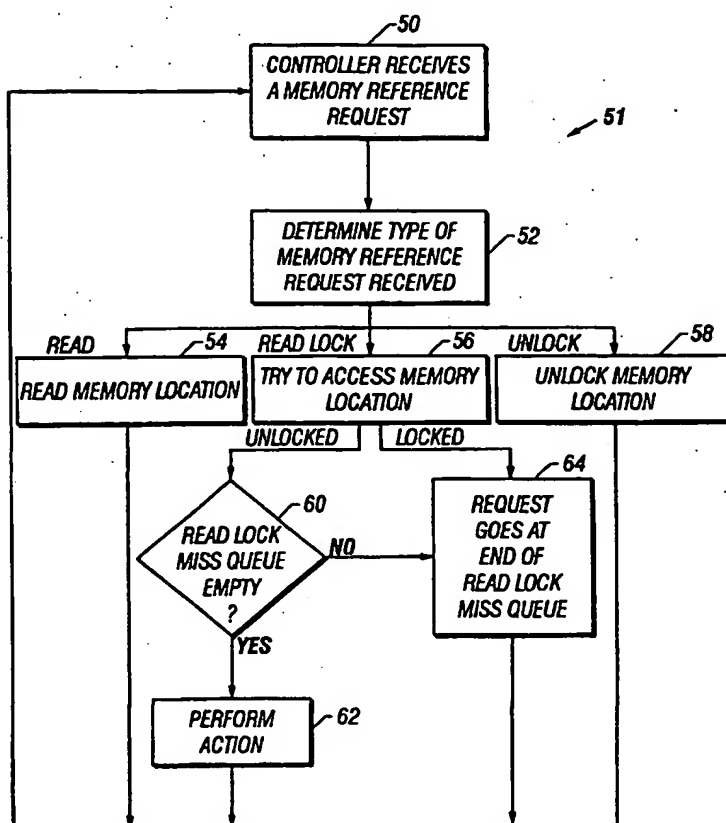 50
CONTROLLER RECEIVES
A MEMORY REFERENCE
REQUEST
51
DETERMINE TYPE OF
MEMORY REFERENCE
REQUEST RECEIVED
52
READ
54
READ LOCK
56
UNLOCK
58
READ MEMORY LOCATION
TRY TO ACCESS MEMORY
LOCATION
UNLOCK MEMORY
LOCATION
UNLOCKED
LOCKED
60
64
READ LOCK
MISS QUEUE
EMPTY
?
NO
REQUEST
GOES AT
END OF
READ LOCK
MISS QUEUE
YES
PERFORM
ACTION
62